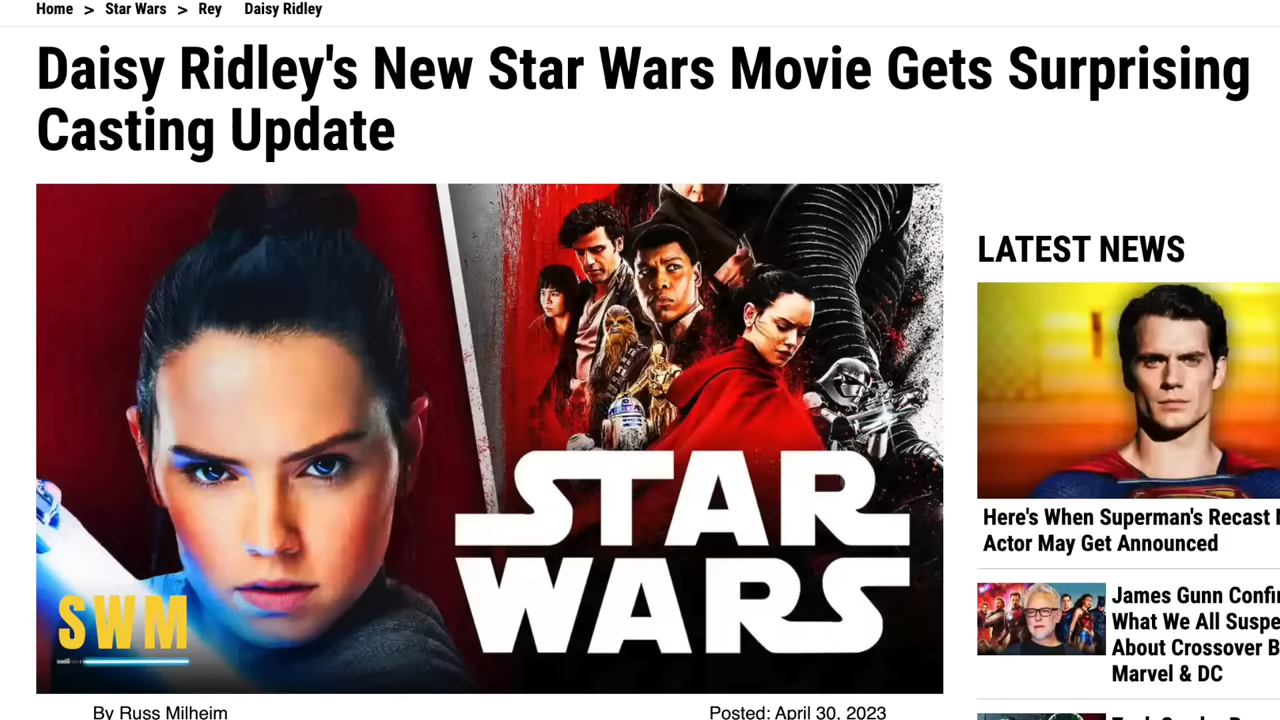 Home > Star Wars > Rey Daisy Ridley
Daisy Ridley's New Star Wars Movie Gets Surprising
Casting Update
STAR
WARS
SWM
By Russ Milheim
Posted: April 30, 2023
LATEST NEWS
Here's When Superman's Recast
Actor May Get Announced
James Gunn
What We All
About Crossover
Marvel & DC